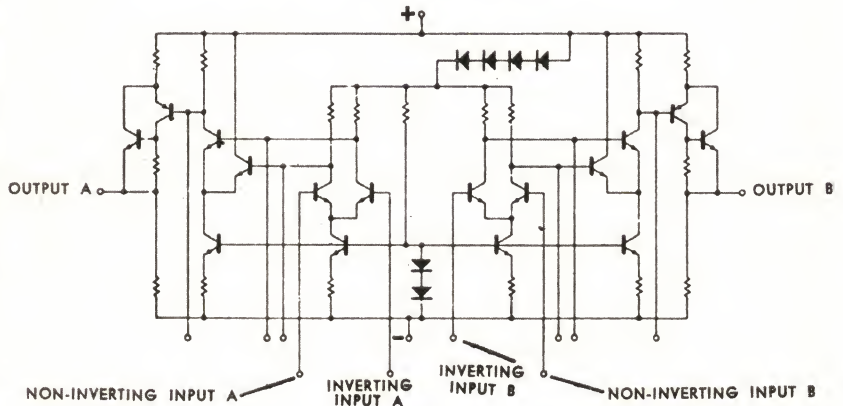 +
OUTPUT A
OUTPUT B
-
NON-INVERTING INPUT A
INVERTING
INPUT A
INVERTING
INPUT B
NON-INVERTING INPUT B